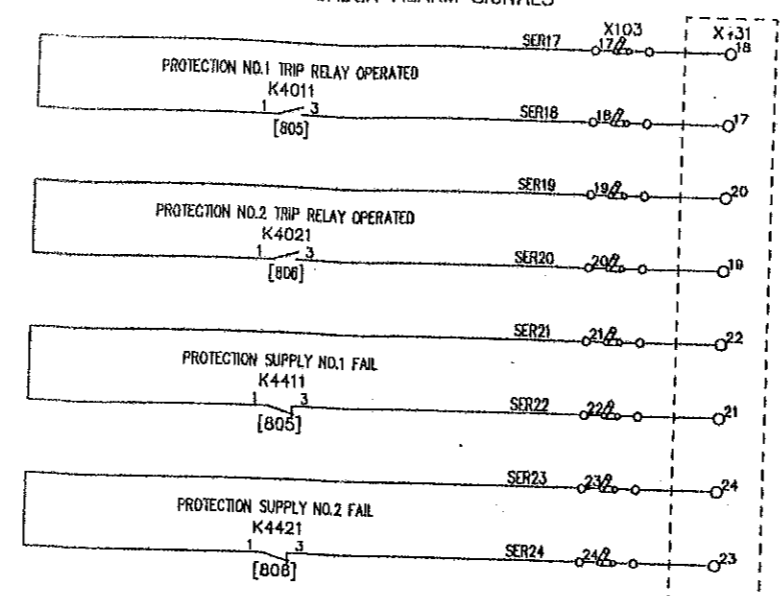 ALARM SIGNALS
SER17 X103 17 X131 18
PROTECTION NO.1 TRIP RELAY OPERATED
K4011
1 3 SER18 18 17
[805]
SER19 19 20
PROTECTION NO.2 TRIP RELAY OPERATED
K4021
1 3 SER20 20 19
[806]
SER21 21 22
PROTECTION SUPPLY NO.1 FAIL
K4411
1 3 SER22 22 21
[805]
SER23 23 24
PROTECTION SUPPLY NO.2 FAIL
K4421
1 3 SER24 24 23
[806]